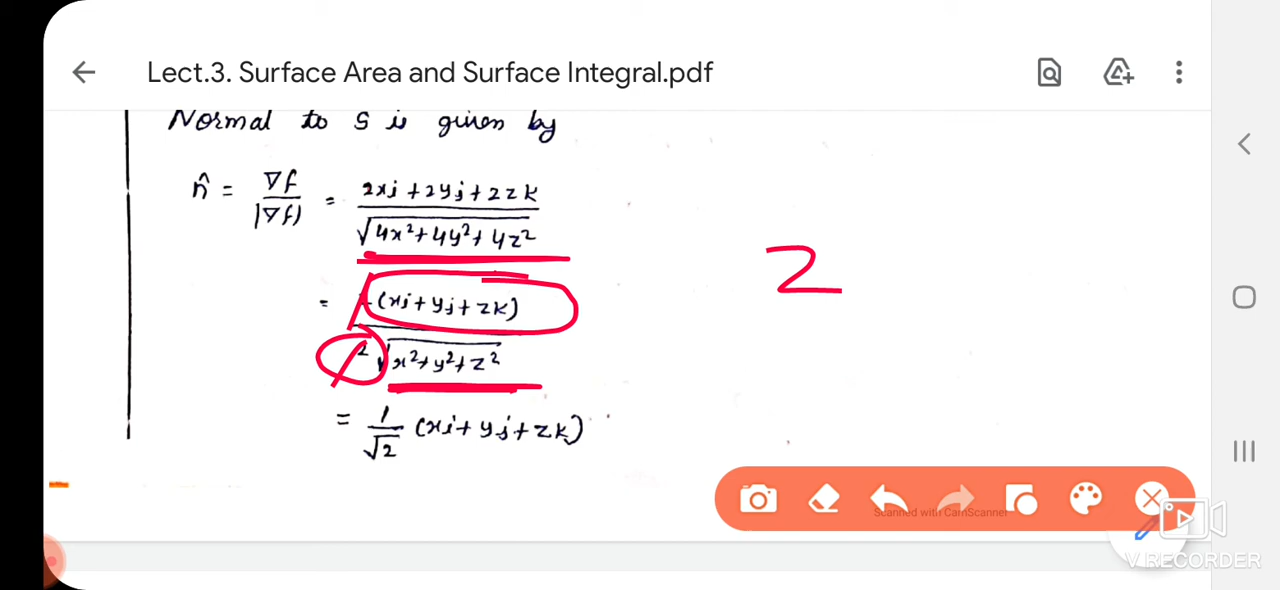 Lect.3. Surface Area and Surface Integral.pdf
Normal to S is given by
n̂ = ∇f / |∇f| = 2xi + 2yj + 2zk / √4x² + 4y² + 4z²
= 2(xi + yj + zk) / 2√x² + y² + z²
2
= 1/√2 (xi + yj + zk)
Scanned with CamScanner
V RECORDER